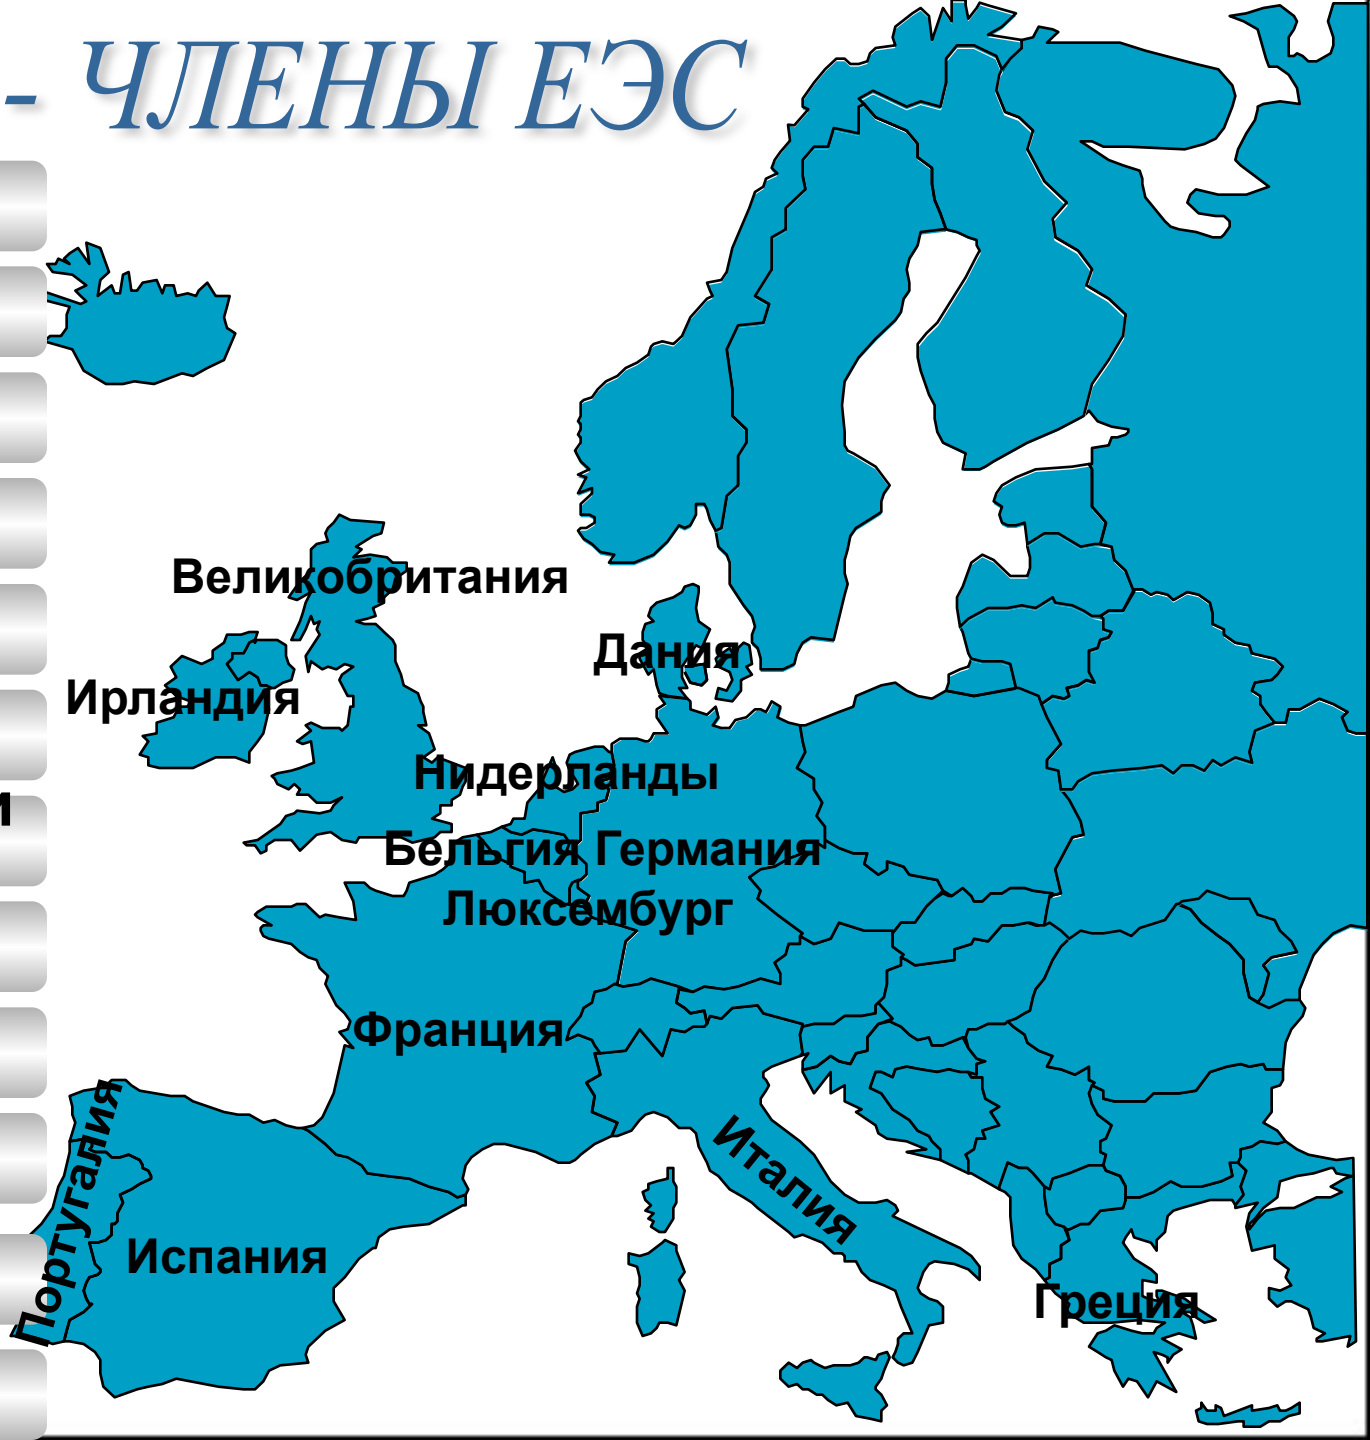 - ЧЛЕНЫ ЕЭС
Великобритания
Дания
Ирландия
Нидерланды
Бельгия Германия
Люксембург
Франция
Португалия
Италия
Испания
Греция